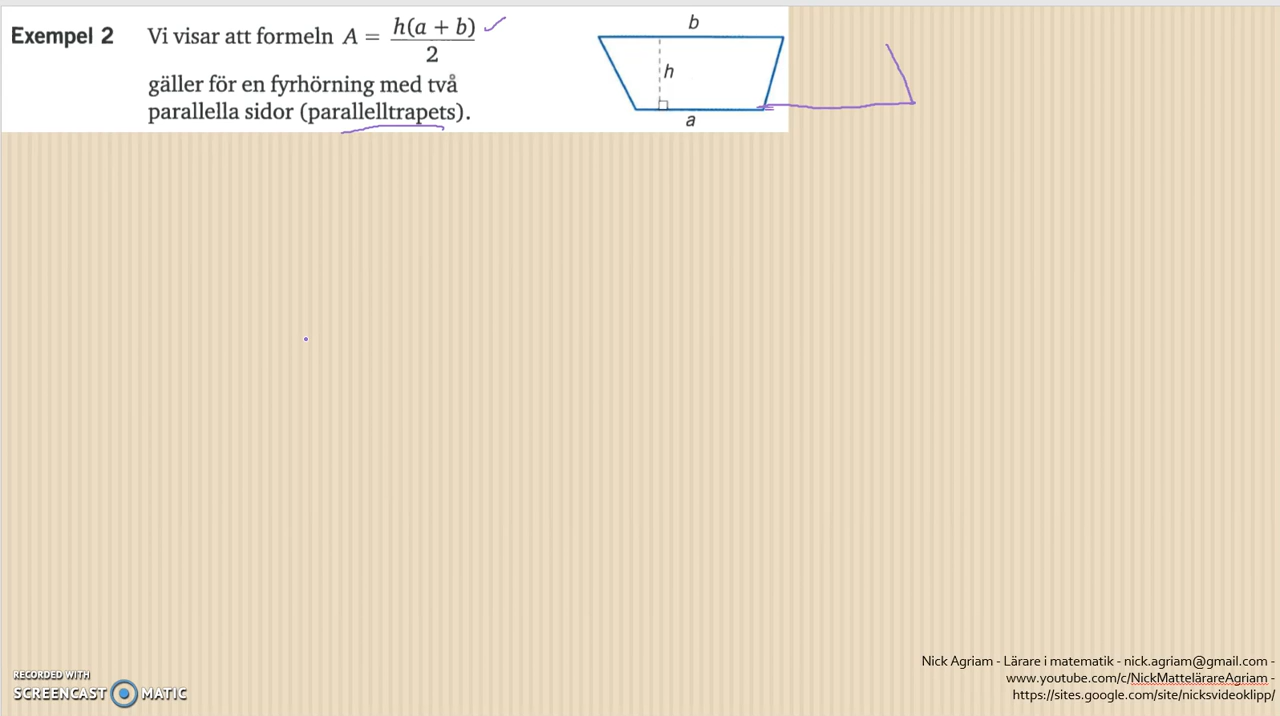 Exempel 2 Vi visar att formeln A = h(a + b) / 2
gäller för en fyrhörning med två
parallella sidor (parallelltrapets).
b
h
a
Nick Agriam - Lärare i matematik - nick.agriam@gmail.com -
www.youtube.com/c/NickMattelärareAgriam -
https://sites.google.com/site/nicksvideoklipp/
RECORDED WITH
SCREENCAST MATIC